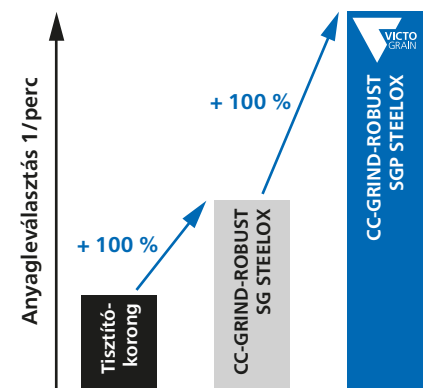 Anyagleválasztás 1/perc
+ 100 %
+ 100 %
Tisztító-
korong
CC-GRIND-ROBUST
SG STEELOX
VICTO
GRAIN
CC-GRIND-ROBUST
SGP STEELOX